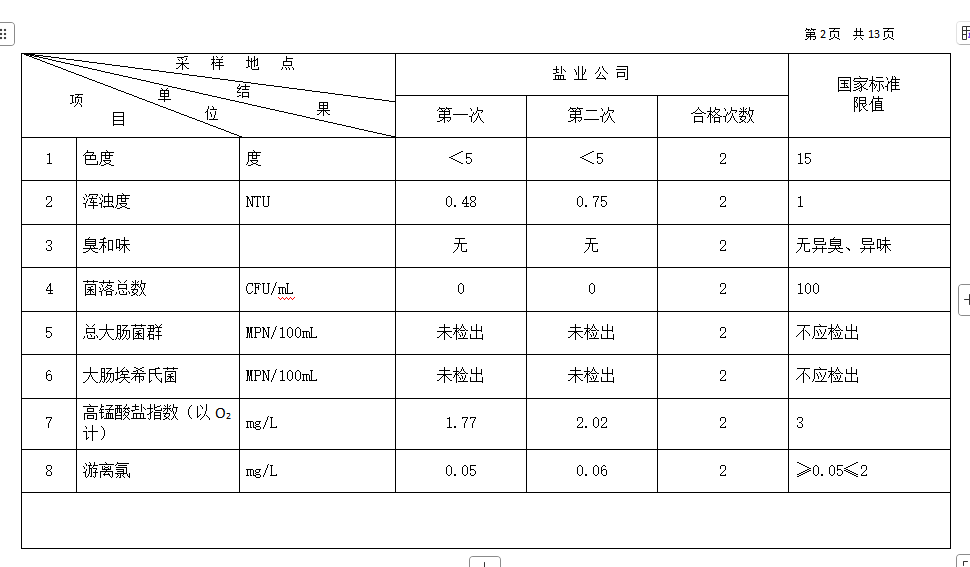 第2页 共13页
采 样 地 点
单 结
项 位 果
目
盐 业 公 司
国家标准
限值
第一次 第二次 合格次数
1 色度 度 <5 <5 2 15
2 浑浊度 NTU 0.48 0.75 2 1
3 臭和味 无 无 2 无异臭、异味
4 菌落总数 CFU/mL 0 0 2 100
5 总大肠菌群 MPN/100mL 未检出 未检出 2 不应检出
6 大肠埃希氏菌 MPN/100mL 未检出 未检出 2 不应检出
7 高锰酸盐指数（以 O₂
计） mg/L 1.77 2.02 2 3
8 游离氯 mg/L 0.05 0.06 2 ≥0.05≤2